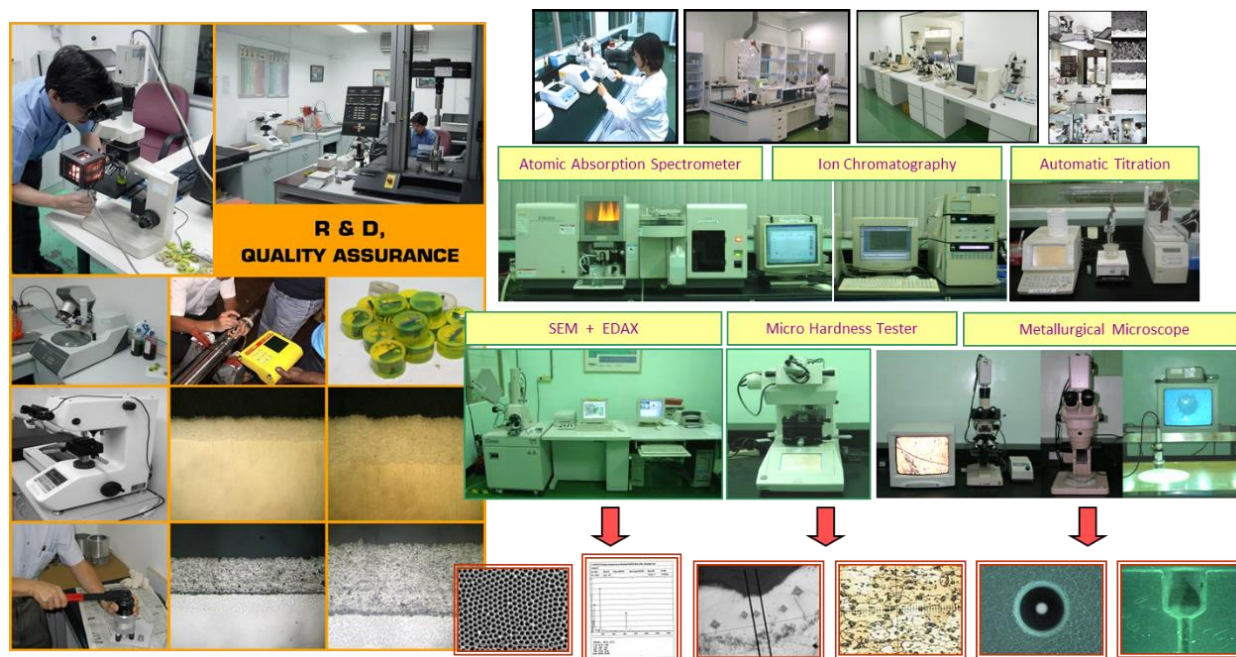 R & D,
QUALITY ASSURANCE
Atomic Absorption Spectrometer
Ion Chromatography
Automatic Titration
SEM + EDAX
Micro Hardness Tester
Metallurgical Microscope